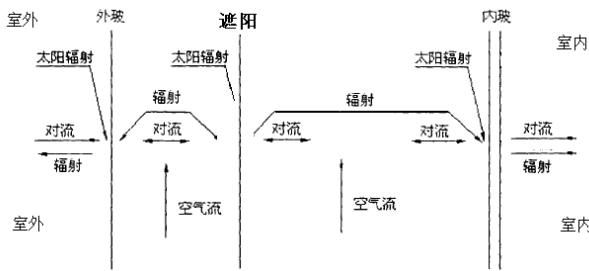 室外 外玻 遮阳 内玻
室内
太阳辐射 太阳辐射 太阳辐射
辐射 辐射
对流 对流 对流 对流 对流
辐射 辐射
空气流 空气流
室外 室内